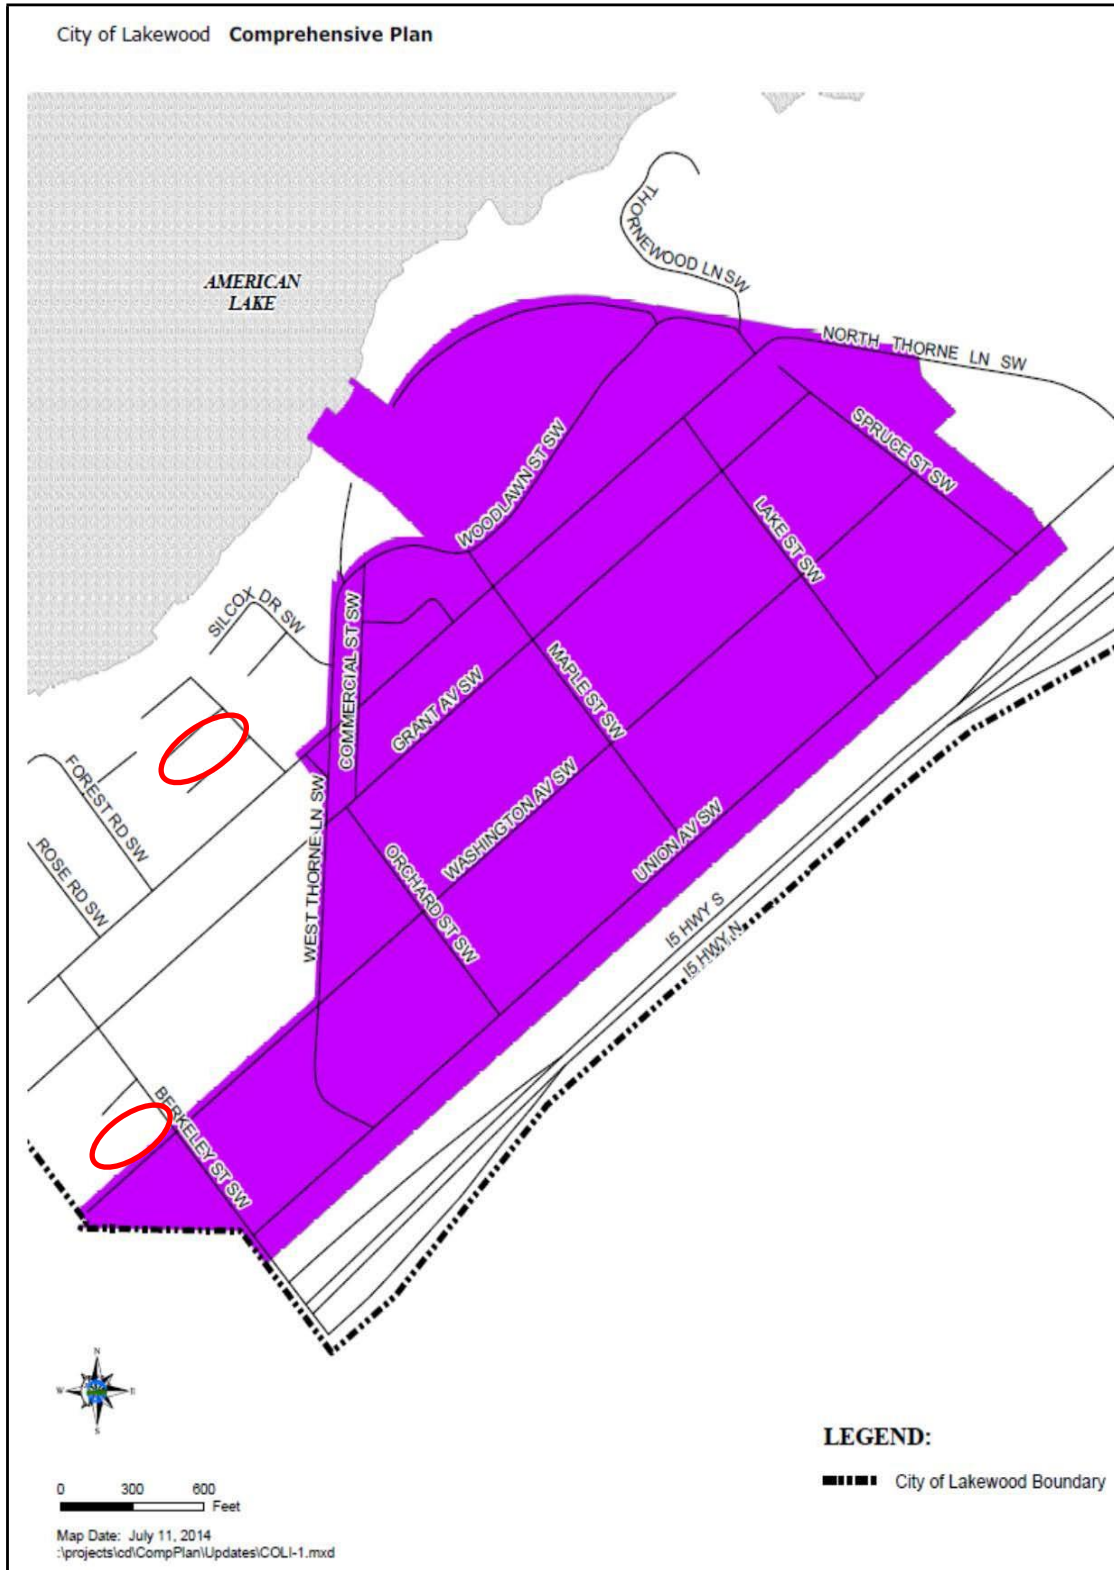 City of Lakewood Comprehensive Plan
AMERICAN
LAKE
THORNEWOOD LN SW
NORTH THORNE LN SW
SPRUCE ST SW
WOODLAWN ST SW
LAKE ST SW
SILCOX DR SW
COMMERCIAL ST SW
MAPLE ST SW
GRANT AV SW
FOREST RD SW
WASHINGTON AV SW
UNION AV SW
ROSE RD SW
WEST THORNE LN SW
ORCHARD ST SW
I5 HWY S
I5 HWY N
BERKELEY ST SW
N
W
E
S
LEGEND:
City of Lakewood Boundary
0 300 600
Feet
Map Date: July 11, 2014
:\projects\cd\CompPlan\Updates\COLI-1.mxd